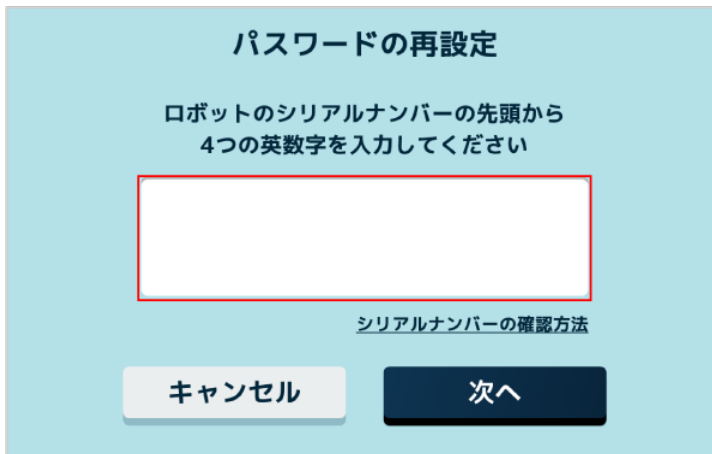 パスワードの再設定
ロボットのシリアルナンバーの先頭から
4つの英数字を入力してください
シリアルナンバーの確認方法
キャンセル
次へ